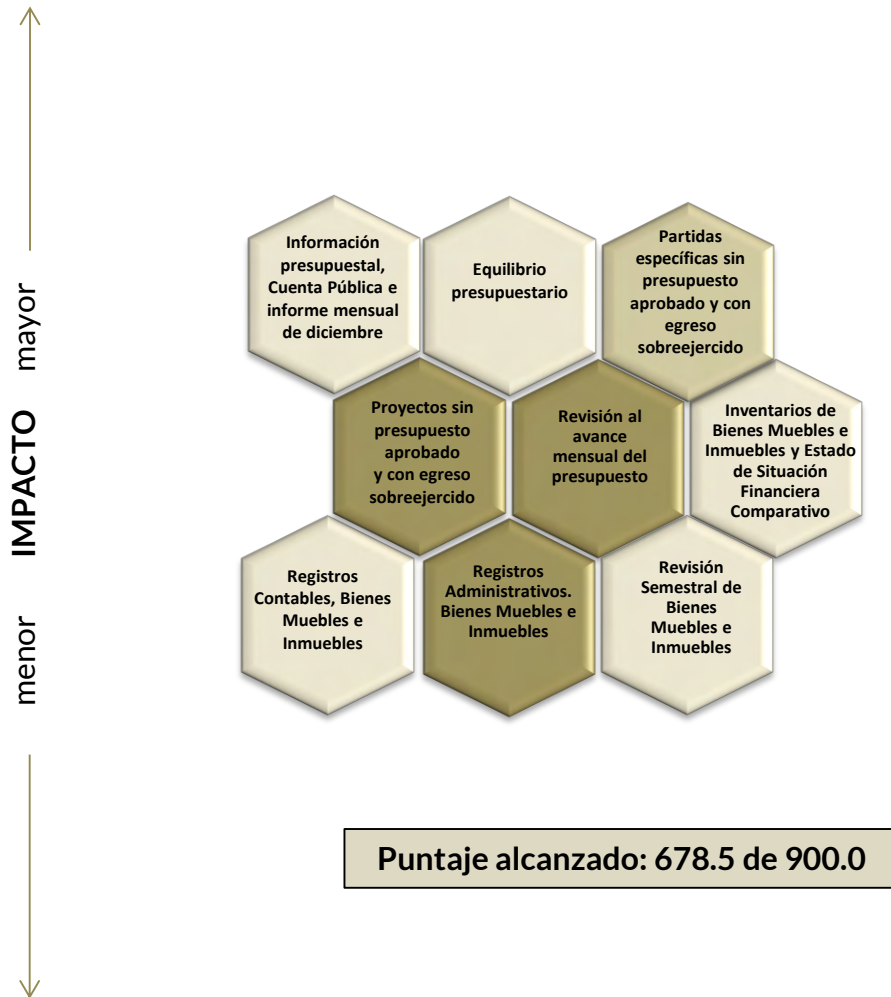 mayor
IMPACTO
menor
Información
presupuestal,
Cuenta Pública e
informe mensual
de diciembre
Equilibrio
presupuestario
Partidas
específicas sin
presupuesto
aprobado y con
egreso
sobreejercido
Proyectos sin
presupuesto
aprobado
y con egreso
sobreejercido
Revisión al
avance
mensual del
presupuesto
Inventarios de
Bienes Muebles e
Inmuebles y Estado
de Situación
Financiera
Comparativo
Registros
Contables, Bienes
Muebles e
Inmuebles
Registros
Administrativos.
Bienes Muebles e
Inmuebles
Revisión
Semestral de
Bienes
Muebles e
Inmuebles
Puntaje alcanzado: 678.5 de 900.0